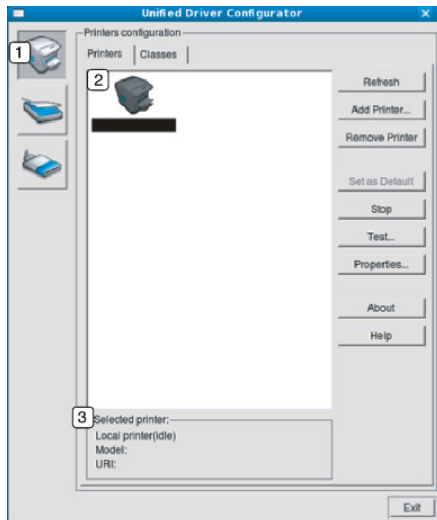 Unified Driver Configurator
Printers configuration
1
Printers
Classes
2
Refresh
Add Printer...
Remove Printer
Set as Default
Stop
Test...
Properties...
About
Help
3
Selected printer:
Local printer(idle)
Model:
URI:
Exit